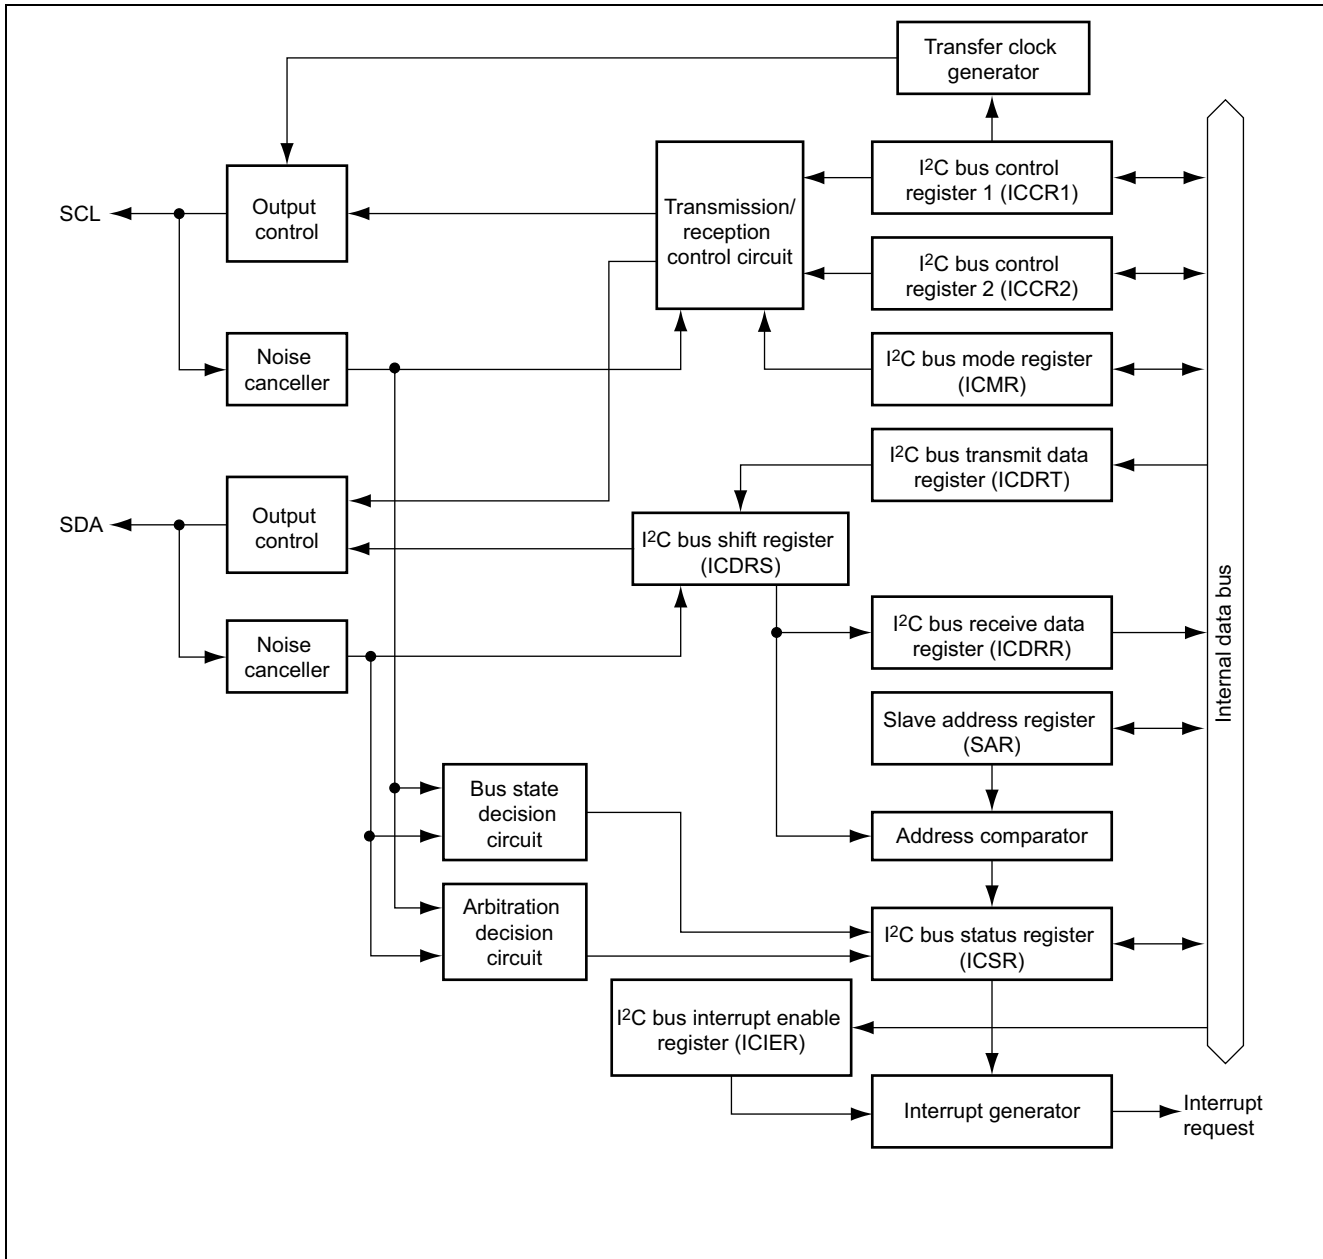 Transfer clock
generator
I²C bus control
register 1 (ICCR1)
SCL
Output
control
Transmission/
reception
control circuit
I²C bus control
register 2 (ICCR2)
Noise
canceller
I²C bus mode register
(ICMR)
I²C bus transmit data
register (ICDRT)
SDA
Output
control
I²C bus shift register
(ICDRS)
Noise
canceller
I²C bus receive data
register (ICDRR)
Internal data bus
Slave address register
(SAR)
Bus state
decision
circuit
Address comparator
Arbitration
decision
circuit
I²C bus status register
(ICSR)
I²C bus interrupt enable
register (ICIER)
Interrupt generator
Interrupt
request